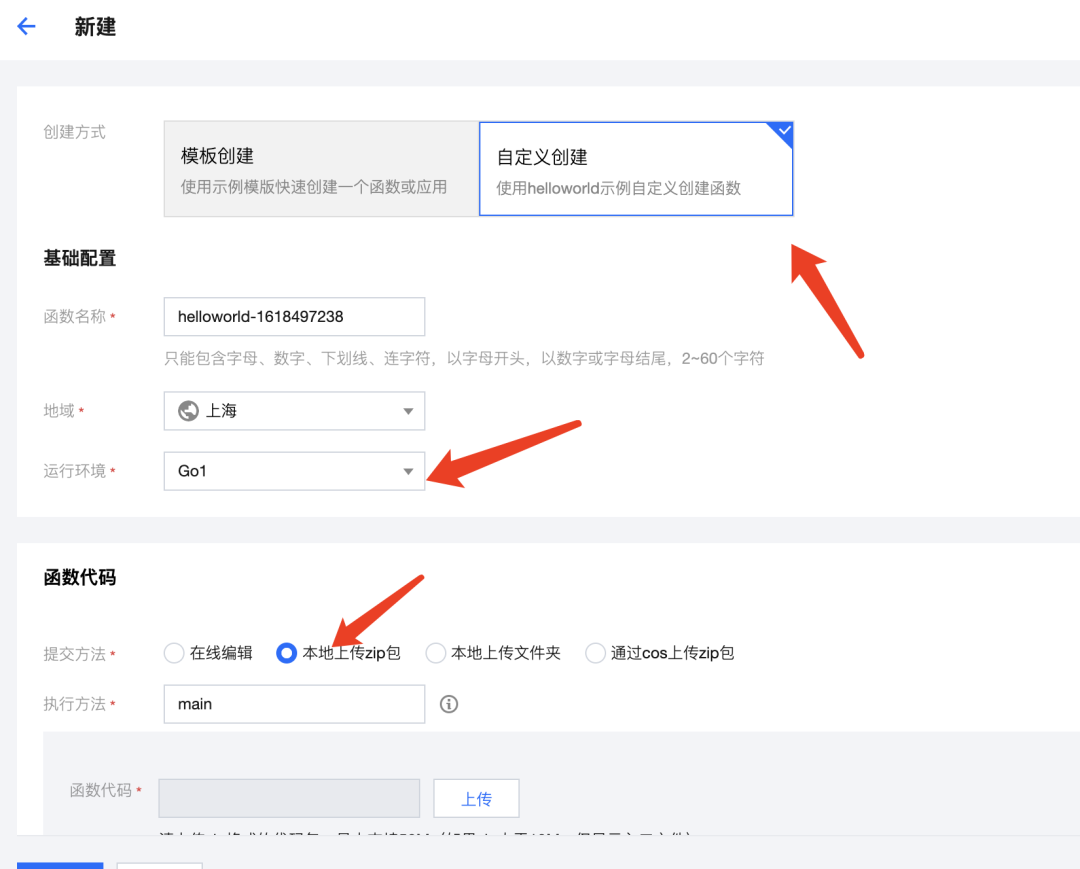 新建
创建方式
模板创建
使用示例模版快速创建一个函数或应用
自定义创建
使用helloworld示例自定义创建函数
基础配置
函数名称 *
helloworld-1618497238
只能包含字母、数字、下划线、连字符，以字母开头，以数字或字母结尾，2~60个字符
地域 *
上海
运行环境 *
Go1
函数代码
提交方法 *
在线编辑
本地上传zip包
本地上传文件夹
通过cos上传zip包
执行方法 *
main
函数代码 *
上传